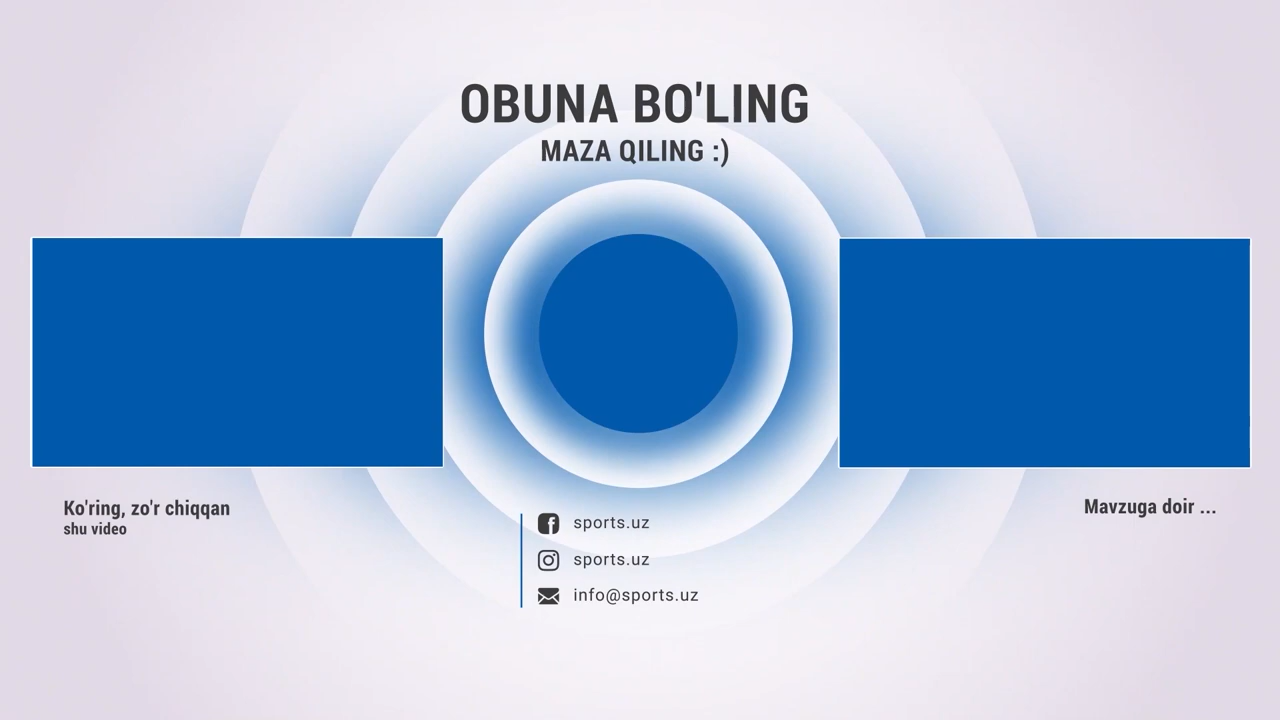 OBUNA BO'LING
MAZA QILING :)
Ko'ring, zo'r chiqqan
shu video
Mavzuga doir ...
sports.uz
sports.uz
info@sports.uz